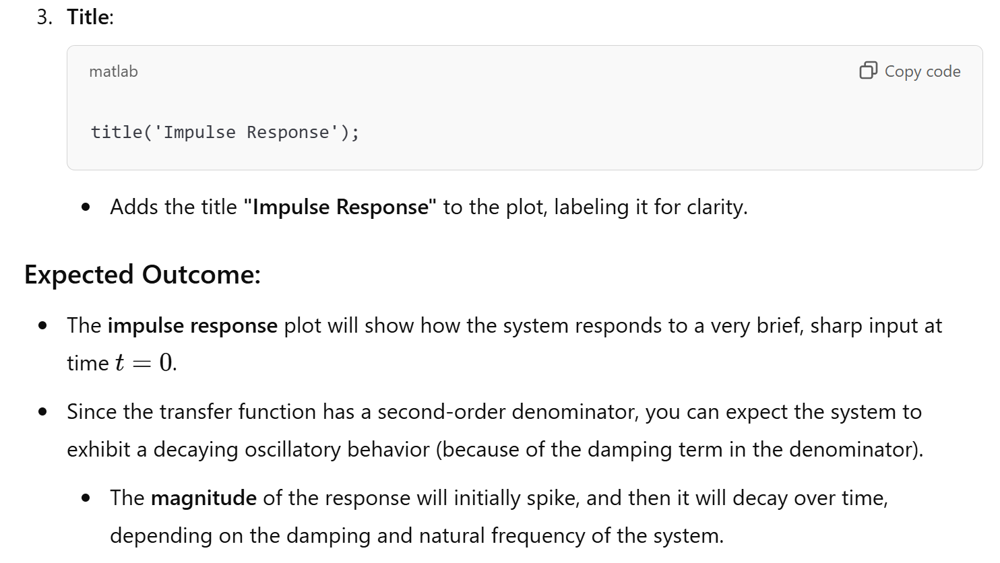 3. Title:
matlab
Copy code
title('Impulse Response');
• Adds the title "Impulse Response" to the plot, labeling it for clarity.
Expected Outcome:
• The impulse response plot will show how the system responds to a very brief, sharp input at
time t = 0.
• Since the transfer function has a second-order denominator, you can expect the system to
exhibit a decaying oscillatory behavior (because of the damping term in the denominator).
• The magnitude of the response will initially spike, and then it will decay over time,
depending on the damping and natural frequency of the system.